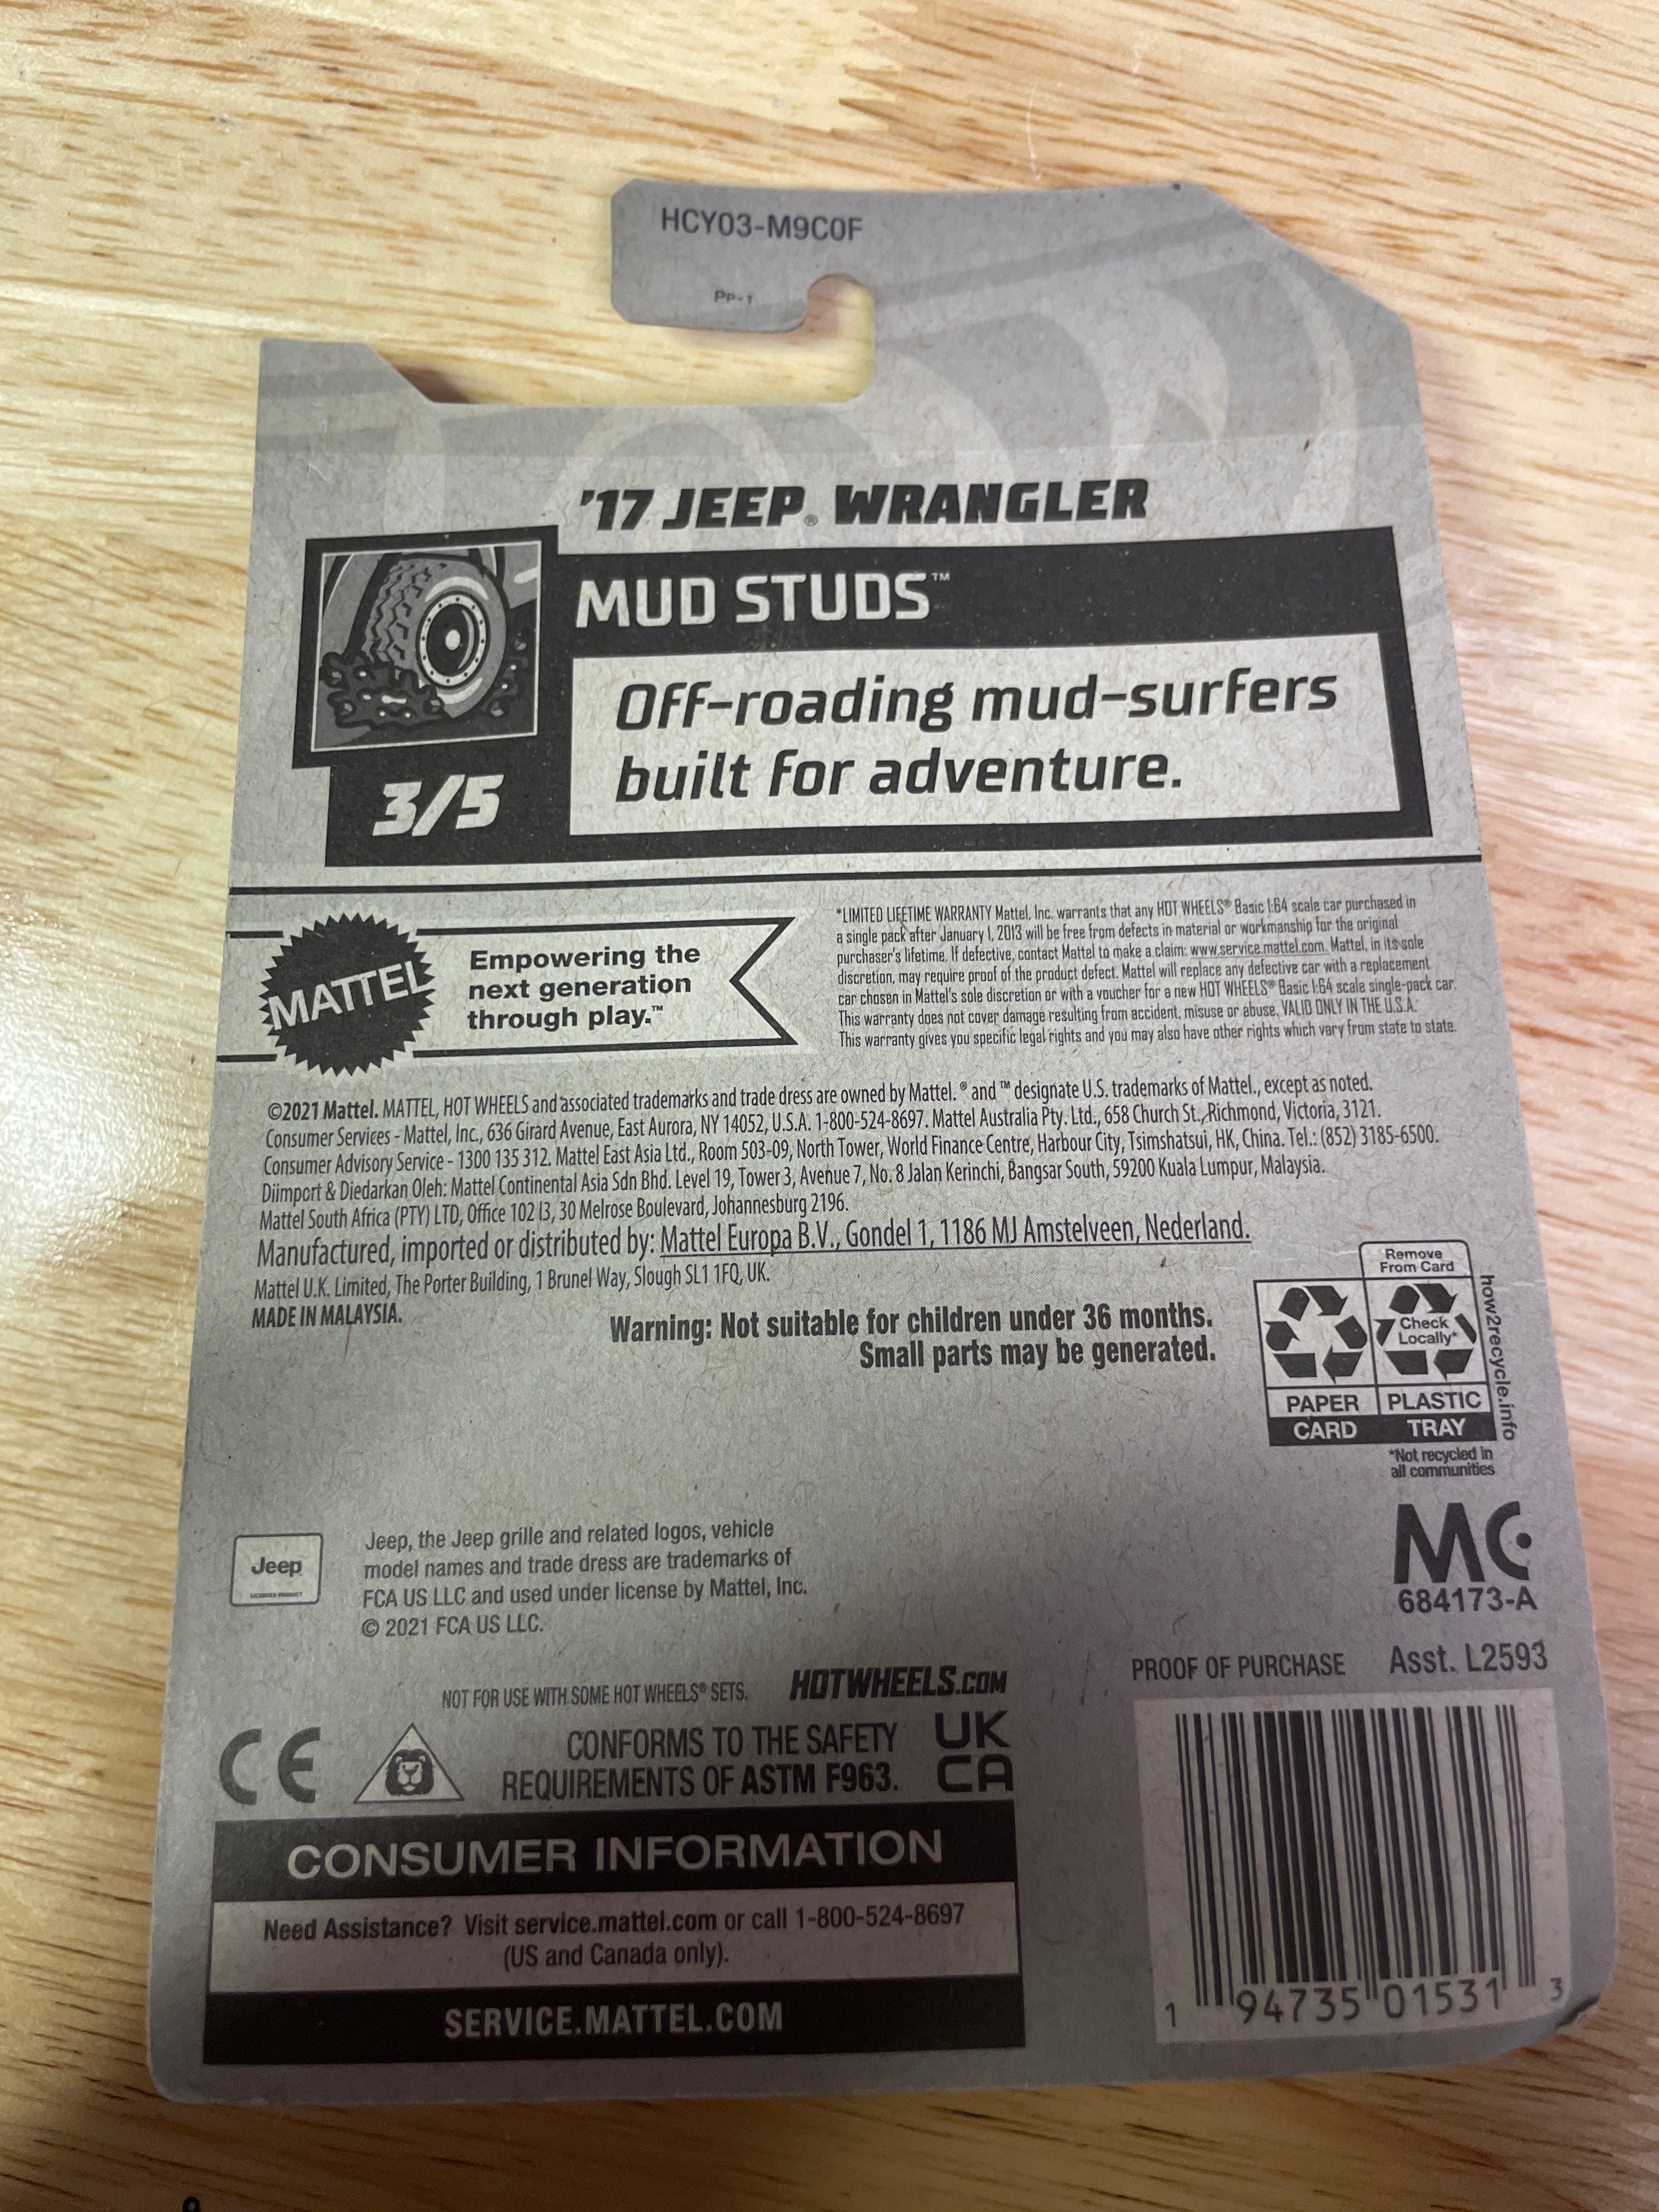 HCY03-M9C0F
PP-1
'17 JEEP® WRANGLER
MUD STUDS™
Off-roading mud-surfers
built for adventure.
3/5
MATTEL
Empowering the
next generation
through play.™
*LIMITED LIFETIME WARRANTY Mattel, Inc. warrants that any HOT WHEELS® Basic 1:64 scale car purchased in
a single pack after January 1, 2013 will be free from defects in material or workmanship for the original
purchaser's lifetime. If defective, contact Mattel to make a claim: www.service.mattel.com. Mattel, in its sole
discretion, may require proof of the product defect. Mattel will replace any defective car with a replacement
car chosen in Mattel's sole discretion or with a voucher for a new HOT WHEELS® Basic 1:64 scale single-pack car.
This warranty does not cover damage resulting from accident, misuse or abuse. VALID ONLY IN THE U.S.A.
This warranty gives you specific legal rights and you may also have other rights which vary from state to state.
©2021 Mattel. MATTEL, HOT WHEELS and associated trademarks and trade dress are owned by Mattel. ® and ™ designate U.S. trademarks of Mattel., except as noted.
Consumer Services - Mattel, Inc., 636 Girard Avenue, East Aurora, NY 14052, U.S.A. 1-800-524-8697. Mattel Australia Pty. Ltd., 658 Church St., Richmond, Victoria, 3121.
Consumer Advisory Service - 1300 135 312. Mattel East Asia Ltd., Room 503-09, North Tower, World Finance Centre, Harbour City, Tsimshatsui, HK, China. Tel.: (852) 3185-6500.
Diimport & Diedarkan Oleh: Mattel Continental Asia Sdn Bhd. Level 19, Tower 3, Avenue 7, No. 8 Jalan Kerinchi, Bangsar South, 59200 Kuala Lumpur, Malaysia.
Mattel South Africa (PTY) LTD, Office 102 I3, 30 Melrose Boulevard, Johannesburg 2196.
Manufactured, imported or distributed by: Mattel Europa B.V., Gondel 1, 1186 MJ Amstelveen, Nederland.
Mattel U.K. Limited, The Porter Building, 1 Brunel Way, Slough SL1 1FQ, UK.
MADE IN MALAYSIA.
Warning: Not suitable for children under 36 months.
Small parts may be generated.
Remove
From Card
Check
Locally*
PAPER
PLASTIC
CARD
TRAY
how2recycle.info
*Not recycled in
all communities
Jeep
LICENSED PRODUCT
Jeep, the Jeep grille and related logos, vehicle
model names and trade dress are trademarks of
FCA US LLC and used under license by Mattel, Inc.
© 2021 FCA US LLC.
MC
684173-A
PROOF OF PURCHASE
Asst. L2593
NOT FOR USE WITH SOME HOT WHEELS® SETS.
HOTWHEELS.COM
CE
CONFORMS TO THE SAFETY
REQUIREMENTS OF ASTM F963.
UK
CA
CONSUMER INFORMATION
Need Assistance? Visit service.mattel.com or call 1-800-524-8697
(US and Canada only).
SERVICE.MATTEL.COM
1 94735 01531 3